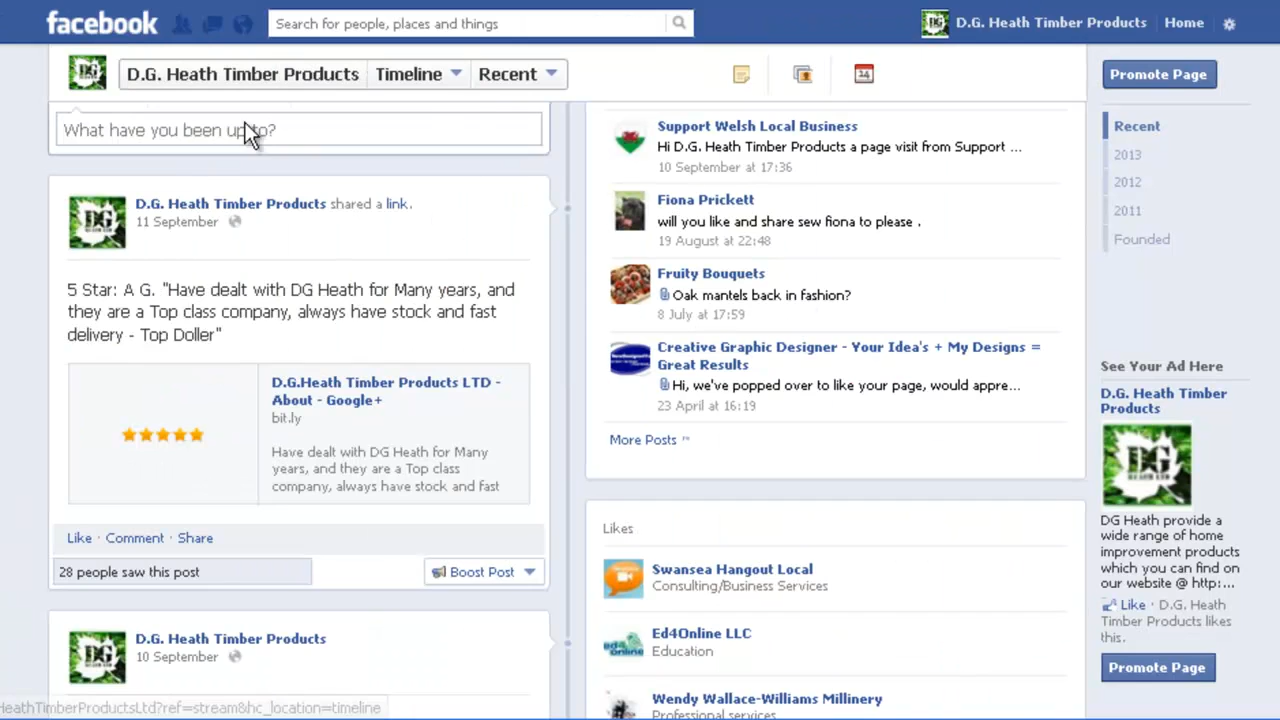 facebook
Search for people, places and things
D.G. Heath Timber Products
Home
D.G. Heath Timber Products
Timeline
Recent
Promote Page
What have you been up to?
D.G. Heath Timber Products shared a link.
11 September
5 Star: A G. "Have dealt with DG Heath for Many years, and
they are a Top class company, always have stock and fast
delivery - Top Doller"
D.G.Heath Timber Products LTD -
About - Google+
bit.ly
Have dealt with DG Heath for Many
years, and they are a Top class
company, always have stock and fast
Like · Comment · Share
28 people saw this post
Boost Post
D.G. Heath Timber Products
10 September
HeathTimberProductsLtd?ref=stream&hc_location=timeline
Support Welsh Local Business
Hi D.G. Heath Timber Products a page visit from Support ...
10 September at 17:36
Fiona Prickett
will you like and share sew fiona to please .
19 August at 22:48
Fruity Bouquets
Oak mantels back in fashion?
8 July at 17:59
Creative Graphic Designer - Your Idea's + My Designs =
Great Results
Hi, we've popped over to like your page, would appre...
23 April at 16:19
More Posts ™
Likes
Swansea Hangout Local
Consulting/Business Services
Ed4Online LLC
Education
Wendy Wallace-Williams Millinery
Professional services
Recent
2013
2012
2011
Founded
See Your Ad Here
D.G. Heath Timber
Products
DG Heath provide a
wide range of home
improvement products
which you can find on
our website @ http:...
Like · D.G. Heath
Timber Products likes
this.
Promote Page